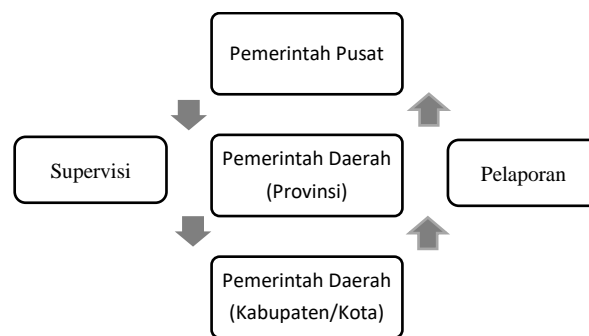 Pemerintah Pusat
Supervisi
Pemerintah Daerah
(Provinsi)
Pelaporan
Pemerintah Daerah
(Kabupaten/Kota)